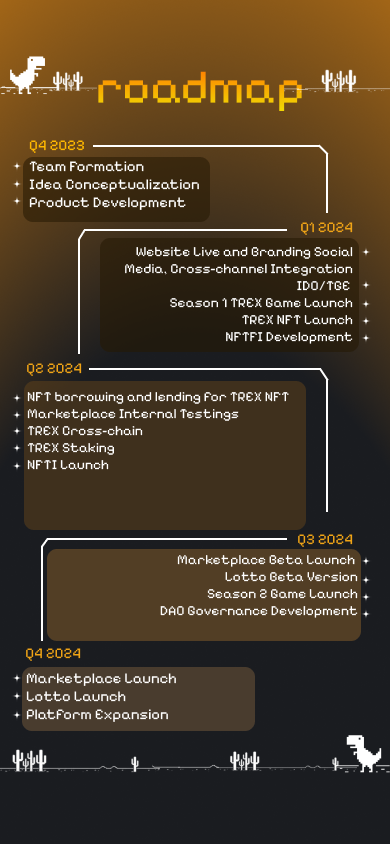 roadmap
Q4 2023
Team Formation
Idea Conceptualization
Product Development
Q1 2024
Website Live and Branding Social
Media, Cross-channel Integration
IDO/TGE
Season 1 TREX Game Launch
TREX NFT Launch
NFTFI Development
Q2 2024
NFT borrowing and lending for TREX NFT
Marketplace Internal Testings
TREX Cross-chain
TREX Staking
NFTI Launch
Q3 2024
Marketplace Beta Launch
Lotto Beta Version
Season 2 Game Launch
DAO Governance Development
Q4 2024
Marketplace Launch
Lotto Launch
Platform Expansion